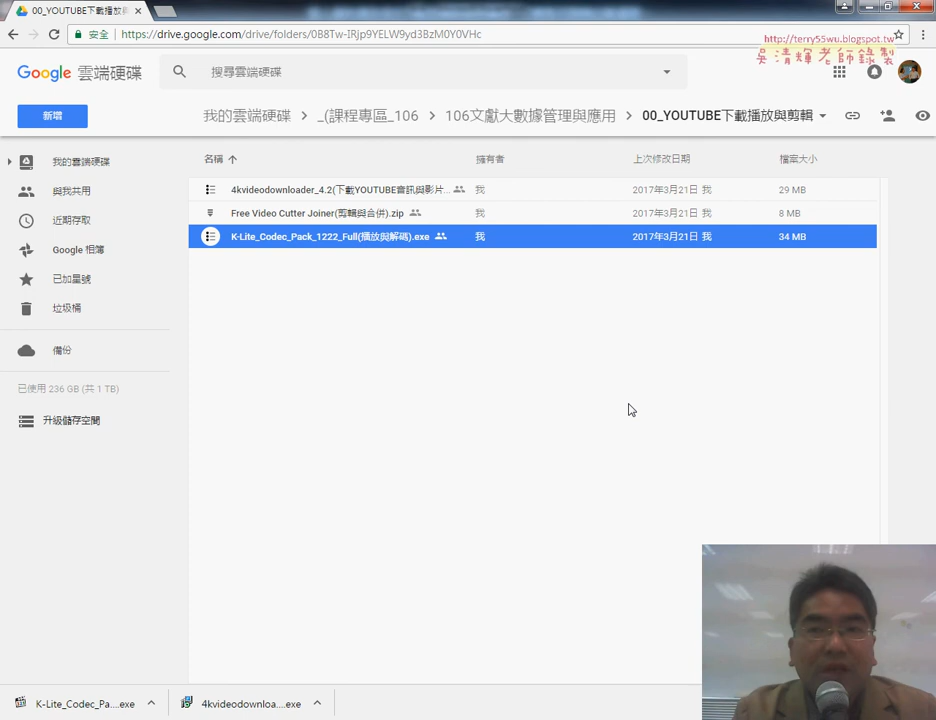 00_YOUTUBE下載播放與
安全 https://drive.google.com/drive/folders/0B8Tw-IRjp9YELW9yd3BzM0Y0VHc
http://terry55wu.blogspot.tw
吳清輝老師錄製
Google 雲端硬碟
搜尋雲端硬碟
新增
我的雲端硬碟 > _(課程專區_106 > 106文獻大數據管理與應用 > 00_YOUTUBE下載播放與剪輯
名稱 擁有者 上次修改日期 檔案大小
我的雲端硬碟
與我共用
近期存取
Google 相簿
已加星號
垃圾桶
備份
已使用 236 GB (共 1 TB)
升級儲存空間
4kvideodownloader_4.2(下載YOUTUBE音訊與影片... 我 2017年3月21日 我 29 MB
Free Video Cutter Joiner(剪輯與合併).zip 我 2017年3月21日 我 8 MB
K-Lite_Codec_Pack_1222_Full(播放與解碼).exe 我 2017年3月21日 我 34 MB
K-Lite_Codec_Pa....exe
4kvideodownloa....exe